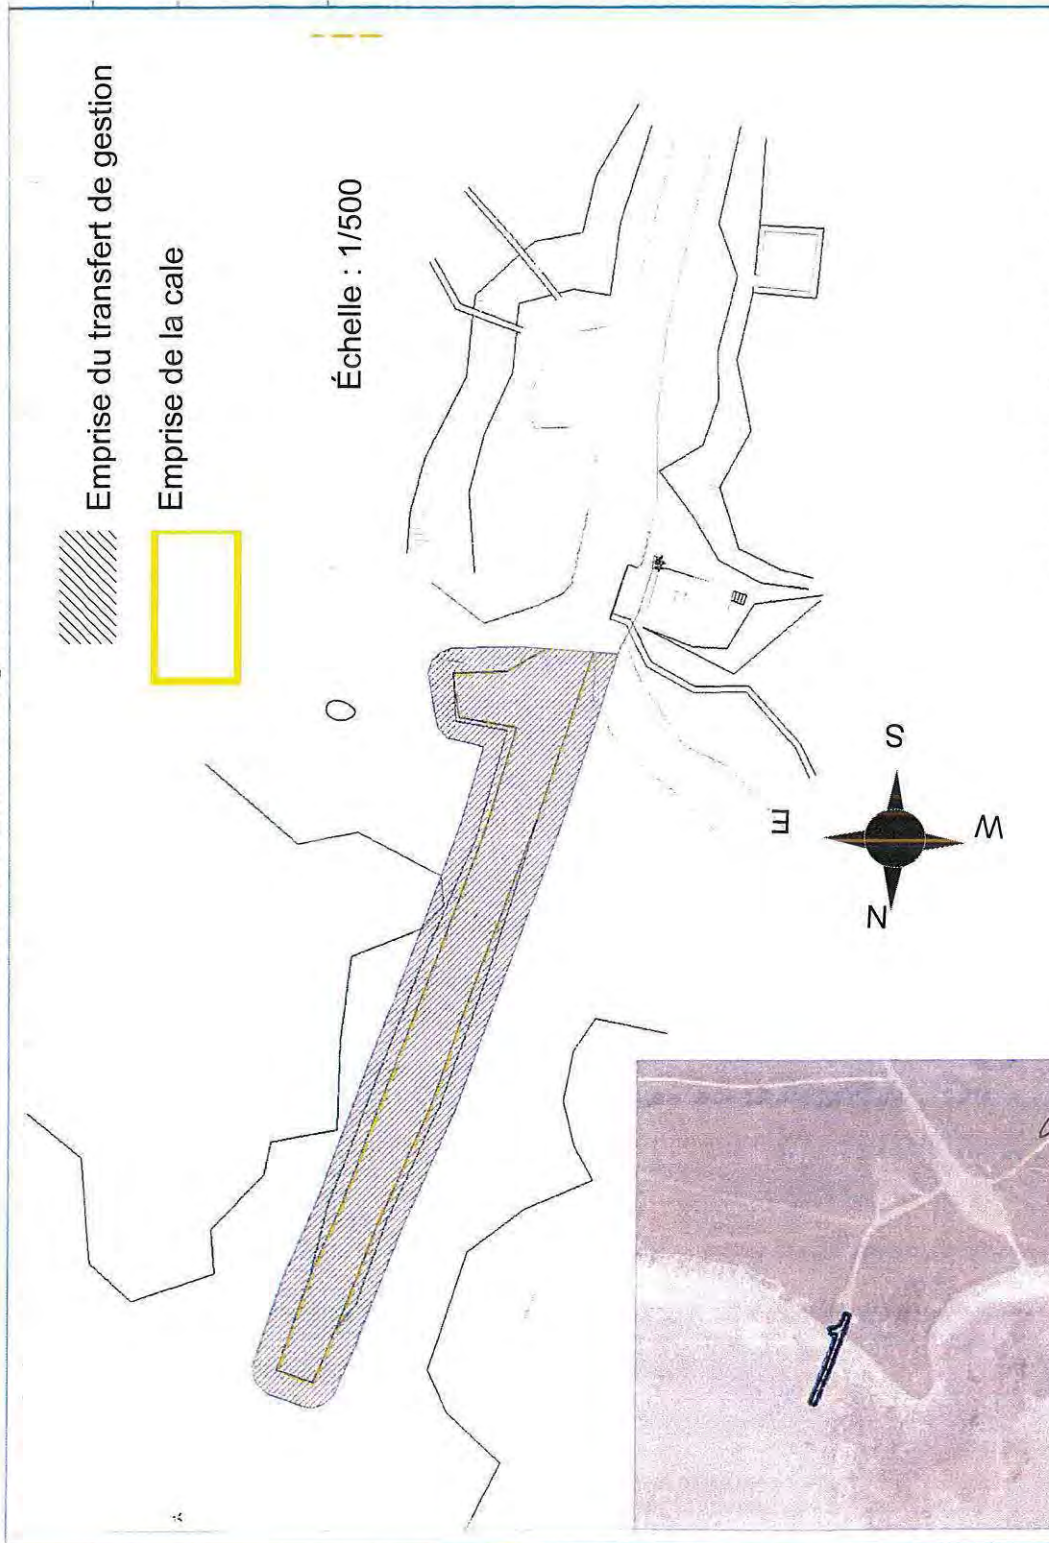 Emprise du transfert de gestion
Emprise de la cale
Échelle : 1/500
S
E
W
N